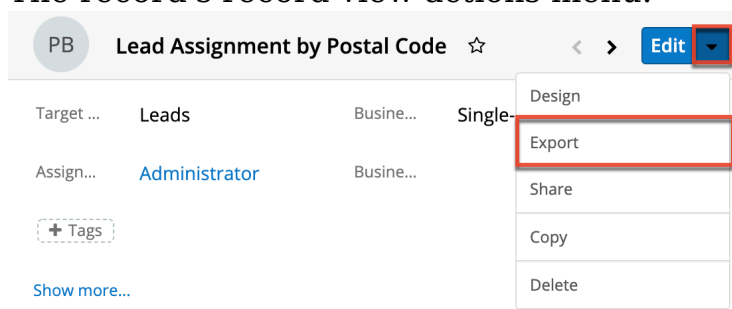 The record's record view actions menu:
PB Lead Assignment by Postal Code Edit
Target ... Leads Busine... Single-
Design
Export
Assign... Administrator Busine...
Share
+ Tags
Copy
Delete
Show more...